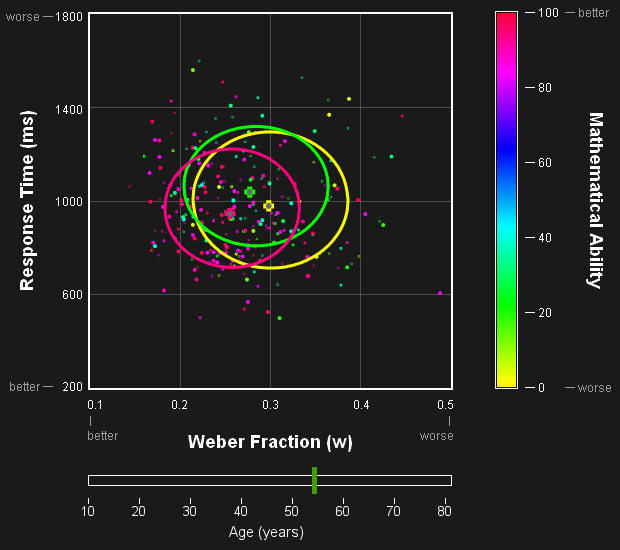 worse
1800
1400
1000
600
200
better
Response Time (ms)
0.1 0.2 0.3 0.4 0.5
better
worse
Weber Fraction (w)
100
80
60
40
20
0
better
worse
Mathematical Ability
10 20 30 40 50 60 70 80
Age (years)